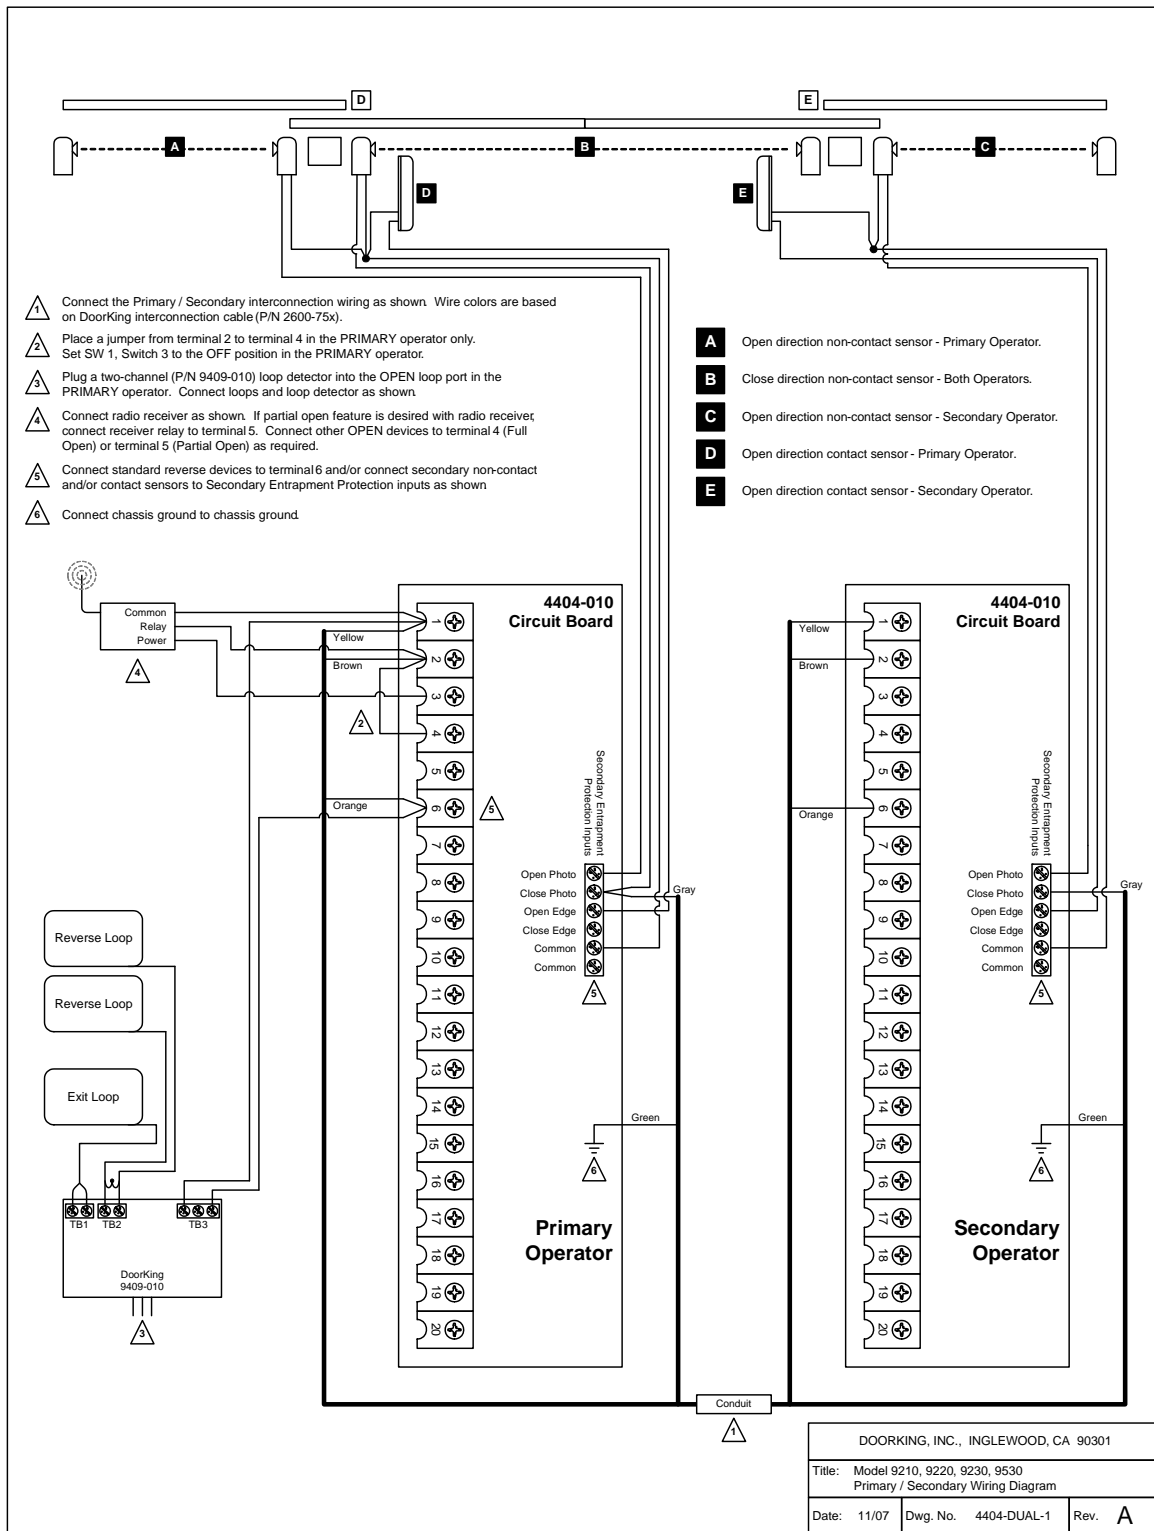 D
E
A
B
C
D
E
1 Connect the Primary / Secondary interconnection wiring as shown. Wire colors are based
on DoorKing interconnection cable (P/N 2600-75x).
2 Place a jumper from terminal 2 to terminal 4 in the PRIMARY operator only.
Set SW 1, Switch 3 to the OFF position in the PRIMARY operator.
3 Plug a two-channel (P/N 9409-010) loop detector into the OPEN loop port in the
PRIMARY operator. Connect loops and loop detector as shown.
4 Connect radio receiver as shown. If partial open feature is desired with radio receiver,
connect receiver relay to terminal 5. Connect other OPEN devices to terminal 4 (Full
Open) or terminal 5 (Partial Open) as required.
5 Connect standard reverse devices to terminal 6 and/or connect secondary non-contact
and/or contact sensors to Secondary Entrapment Protection inputs as shown.
6 Connect chassis ground to chassis ground.
A Open direction non-contact sensor - Primary Operator.
B Close direction non-contact sensor - Both Operators.
C Open direction non-contact sensor - Secondary Operator.
D Open direction contact sensor - Primary Operator.
E Open direction contact sensor - Secondary Operator.
Common
Relay
Power
4
4404-010
Circuit Board
1
2
3
4
5
6
7
8
9
10
11
12
13
14
15
16
17
18
19
20
Yellow
Brown
2
Orange
5
Secondary Entrapment
Protection Inputs
Open Photo
Close Photo
Open Edge
Close Edge
Common
Common
Gray
5
Green
6
Primary
Operator
4404-010
Circuit Board
1
2
3
4
5
6
7
8
9
10
11
12
13
14
15
16
17
18
19
20
Yellow
Brown
Orange
Secondary Entrapment
Protection Inputs
Open Photo
Close Photo
Open Edge
Close Edge
Common
Common
Gray
5
Green
6
Secondary
Operator
Reverse Loop
Reverse Loop
Exit Loop
TB1 TB2 TB3
DoorKing
9409-010
3
Conduit
1
DOORKING, INC., INGLEWOOD, CA 90301
Title: Model 9210, 9220, 9230, 9530
Primary / Secondary Wiring Diagram
Date: 11/07 Dwg. No. 4404-DUAL-1 Rev. A